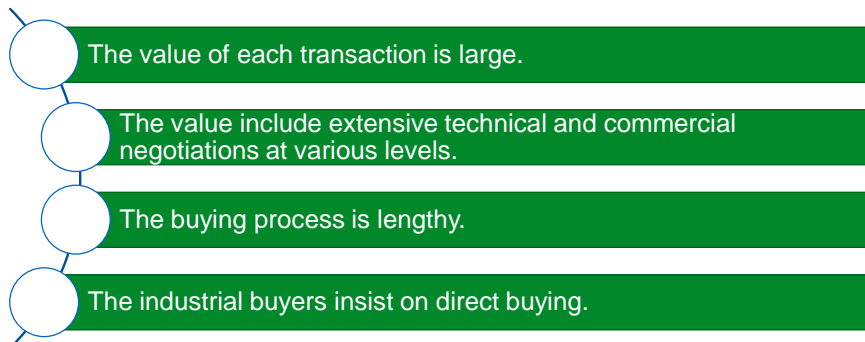 The value of each transaction is large.
The value include extensive technical and commercial
negotiations at various levels.
The buying process is lengthy.
The industrial buyers insist on direct buying.